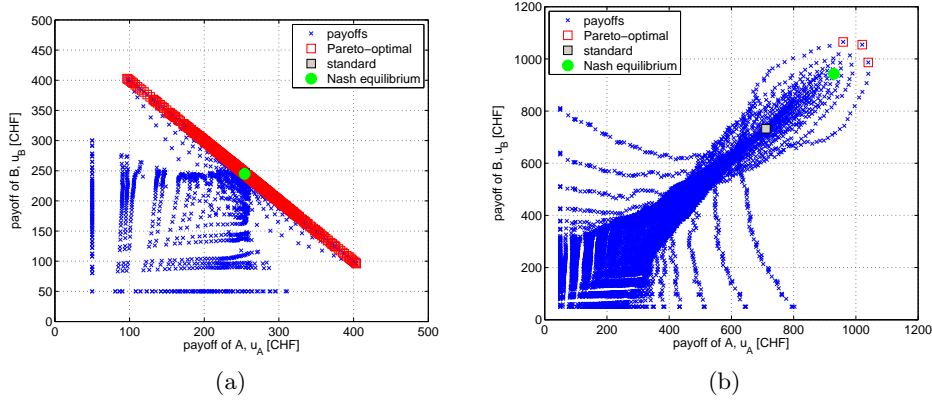 500
450
400
350
300
250
200
150
100
50
0
payoff of B, u_B [CHF]
payoffs
Pareto−optimal
standard
Nash equilibrium
0 100 200 300 400 500
payoff of A, u_A [CHF]
(a)
1200
1000
800
600
400
200
0
payoff of B, u_B [CHF]
payoffs
Pareto−optimal
standard
Nash equilibrium
0 200 400 600 800 1000 1200
payoff of A, u_A [CHF]
(b)